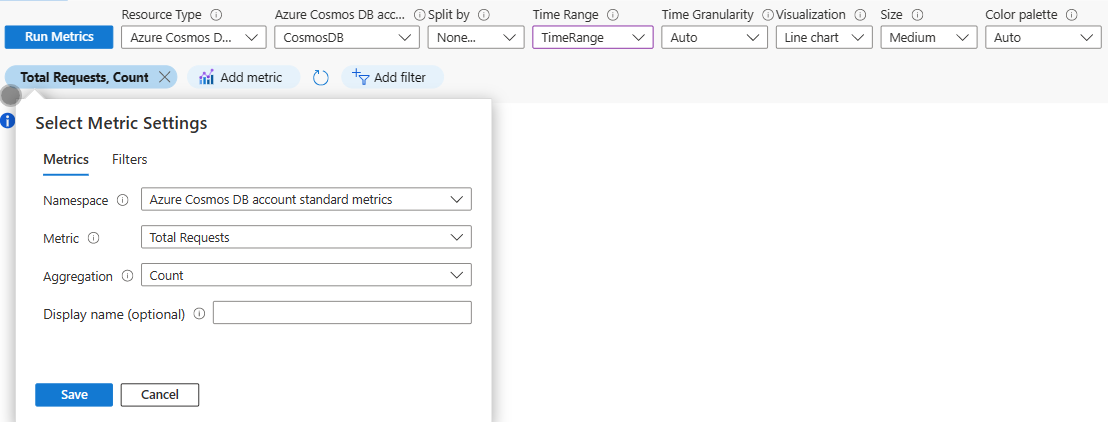 Resource Type Azure Cosmos DB acc... Split by Time Range Time Granularity Visualization Size Color palette
Run Metrics Azure Cosmos D... CosmosDB None... TimeRange Auto Line chart Medium Auto
Total Requests, Count Add metric Add filter
Select Metric Settings
Metrics Filters
Namespace Azure Cosmos DB account standard metrics
Metric Total Requests
Aggregation Count
Display name (optional)
Save Cancel